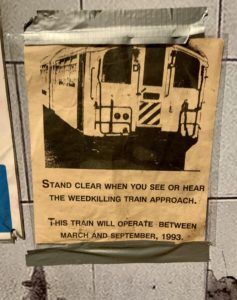 STAND CLEAR WHEN YOU SEE OR HEAR
THE WEEDKILLING TRAIN APPROACH.
THIS TRAIN WILL OPERATE BETWEEN
MARCH AND SEPTEMBER, 1993.